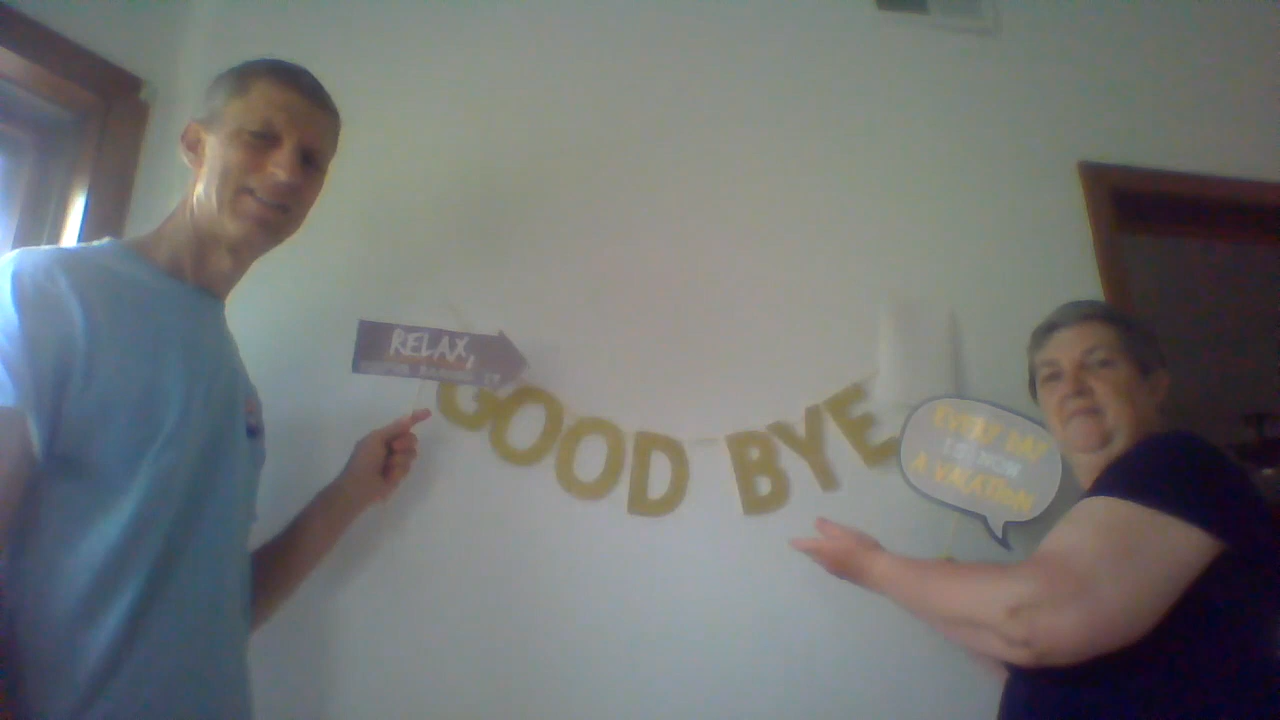 RELAX,
GOOD BYE
EVERY DAY
IS NOW
A VACATION